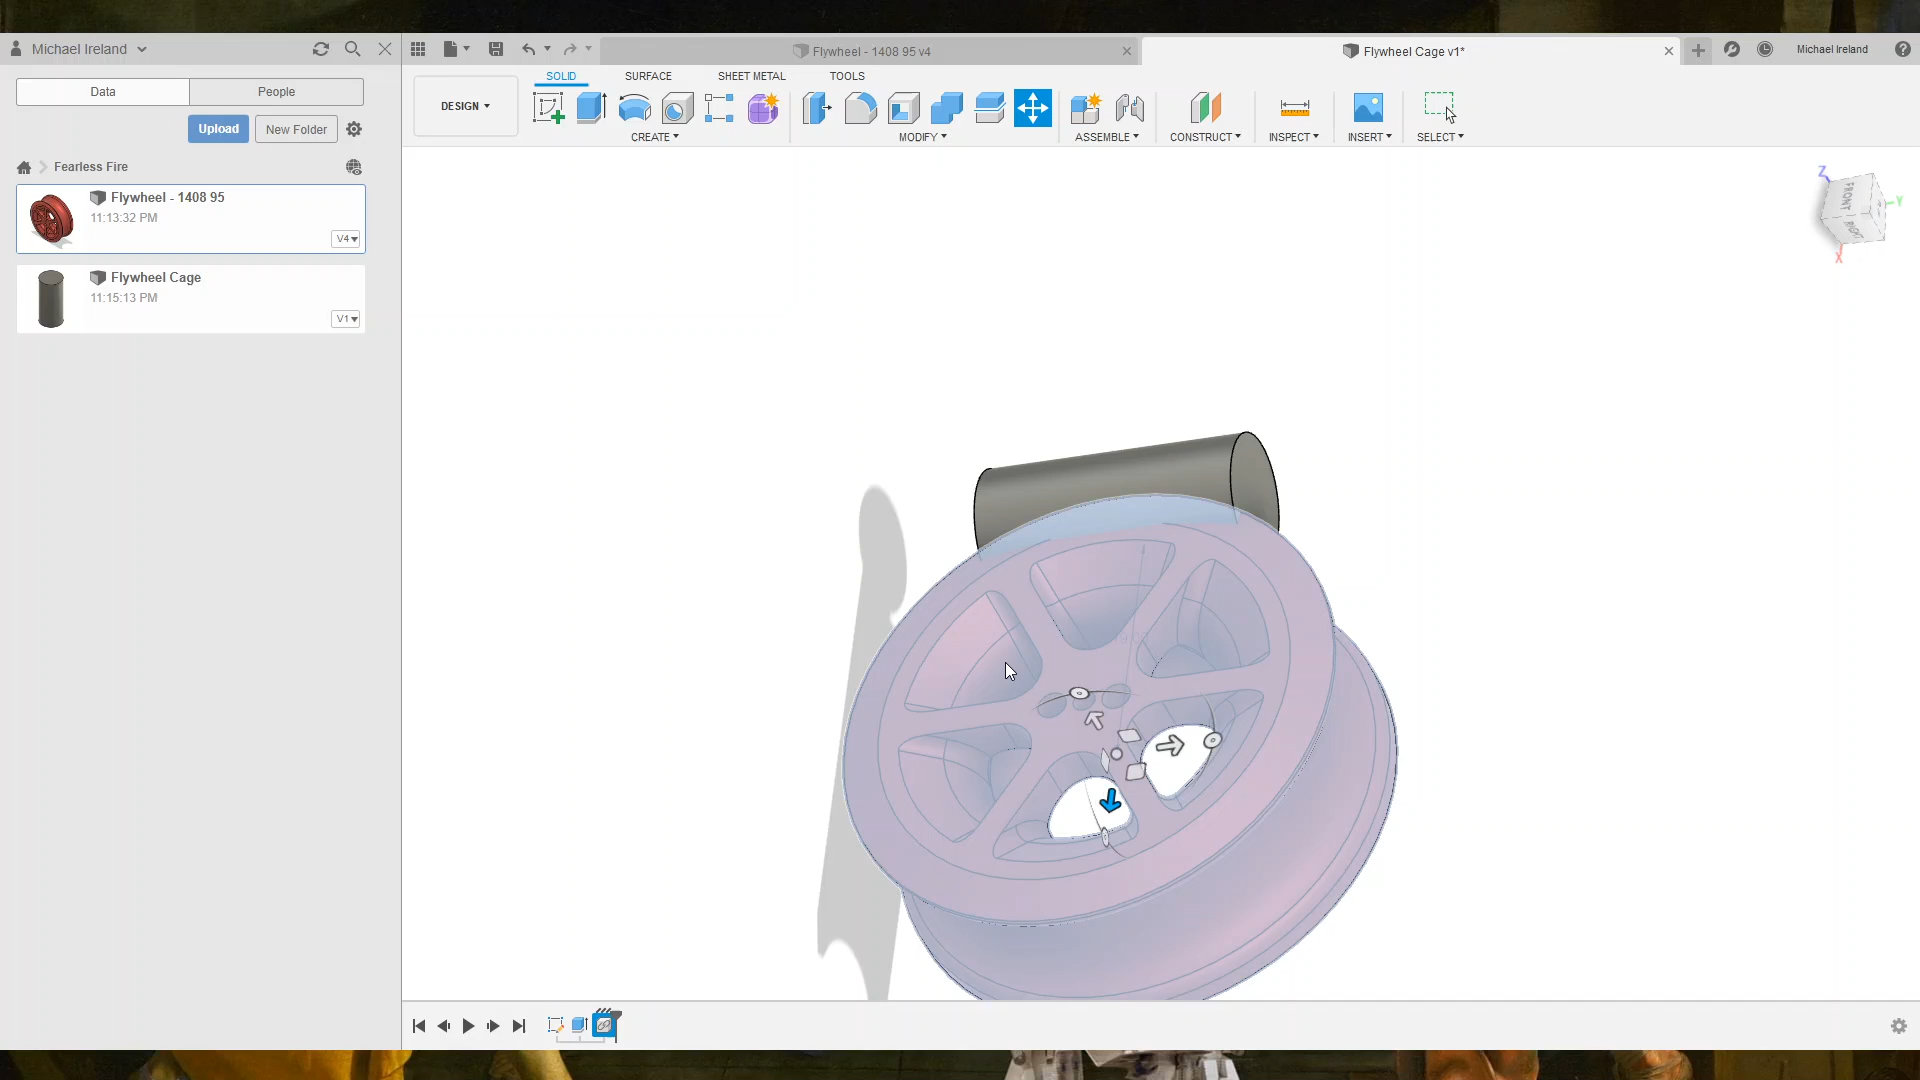 Michael Ireland
Flywheel - 1408 95 v4
Flywheel Cage v1*
Michael Ireland
Data
People
Upload
New Folder
Fearless Fire
Flywheel - 1408 95
11:13:32 PM
V4
Flywheel Cage
11:15:13 PM
V1
DESIGN
SOLID
SURFACE
SHEET METAL
TOOLS
CREATE
MODIFY
ASSEMBLE
CONSTRUCT
INSPECT
INSERT
SELECT
Z
FRONT
RIGHT
Y
X